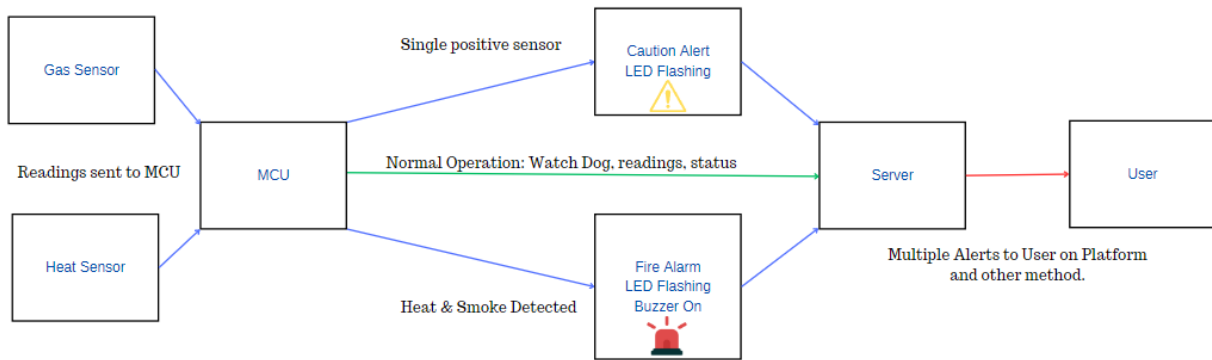 Gas Sensor
Readings sent to MCU
Heat Sensor
MCU
Single positive sensor
Normal Operation: Watch Dog, readings, status
Heat & Smoke Detected
Caution Alert
LED Flashing
Fire Alarm
LED Flashing
Buzzer On
Server
User
Multiple Alerts to User on Platform
and other method.